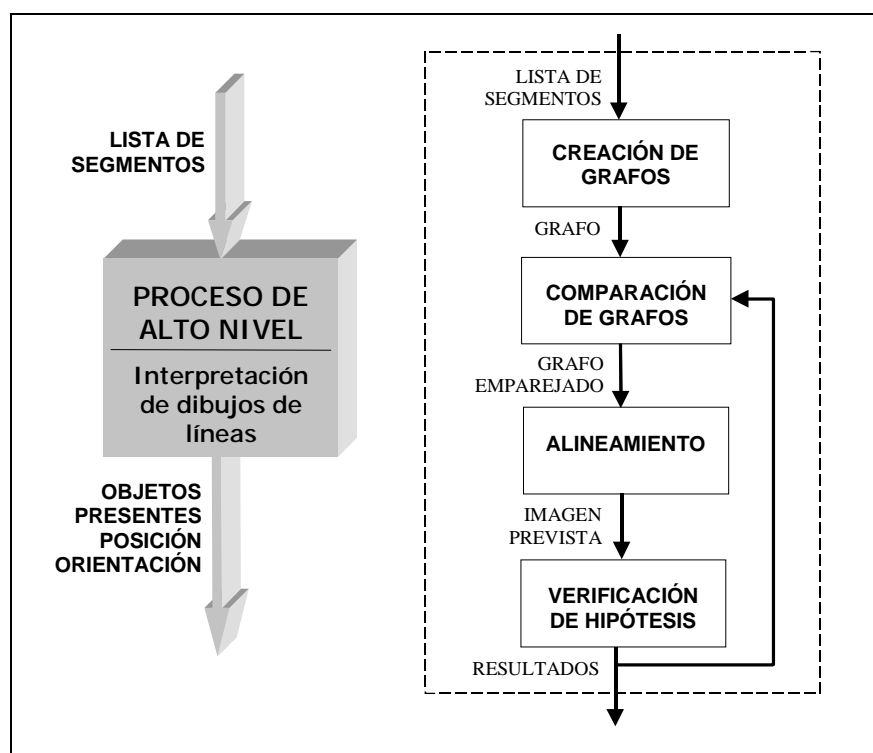 LISTA DE
SEGMENTOS
PROCESO DE
ALTO NIVEL
Interpretación
de dibujos de
líneas
OBJETOS
PRESENTES
POSICIÓN
ORIENTACIÓN
LISTA DE
SEGMENTOS
CREACIÓN DE
GRAFOS
GRAFO
COMPARACIÓN
DE GRAFOS
GRAFO
EMPAREJADO
ALINEAMIENTO
IMAGEN
PREVISTA
VERIFICACIÓN
DE HIPÓTESIS
RESULTADOS